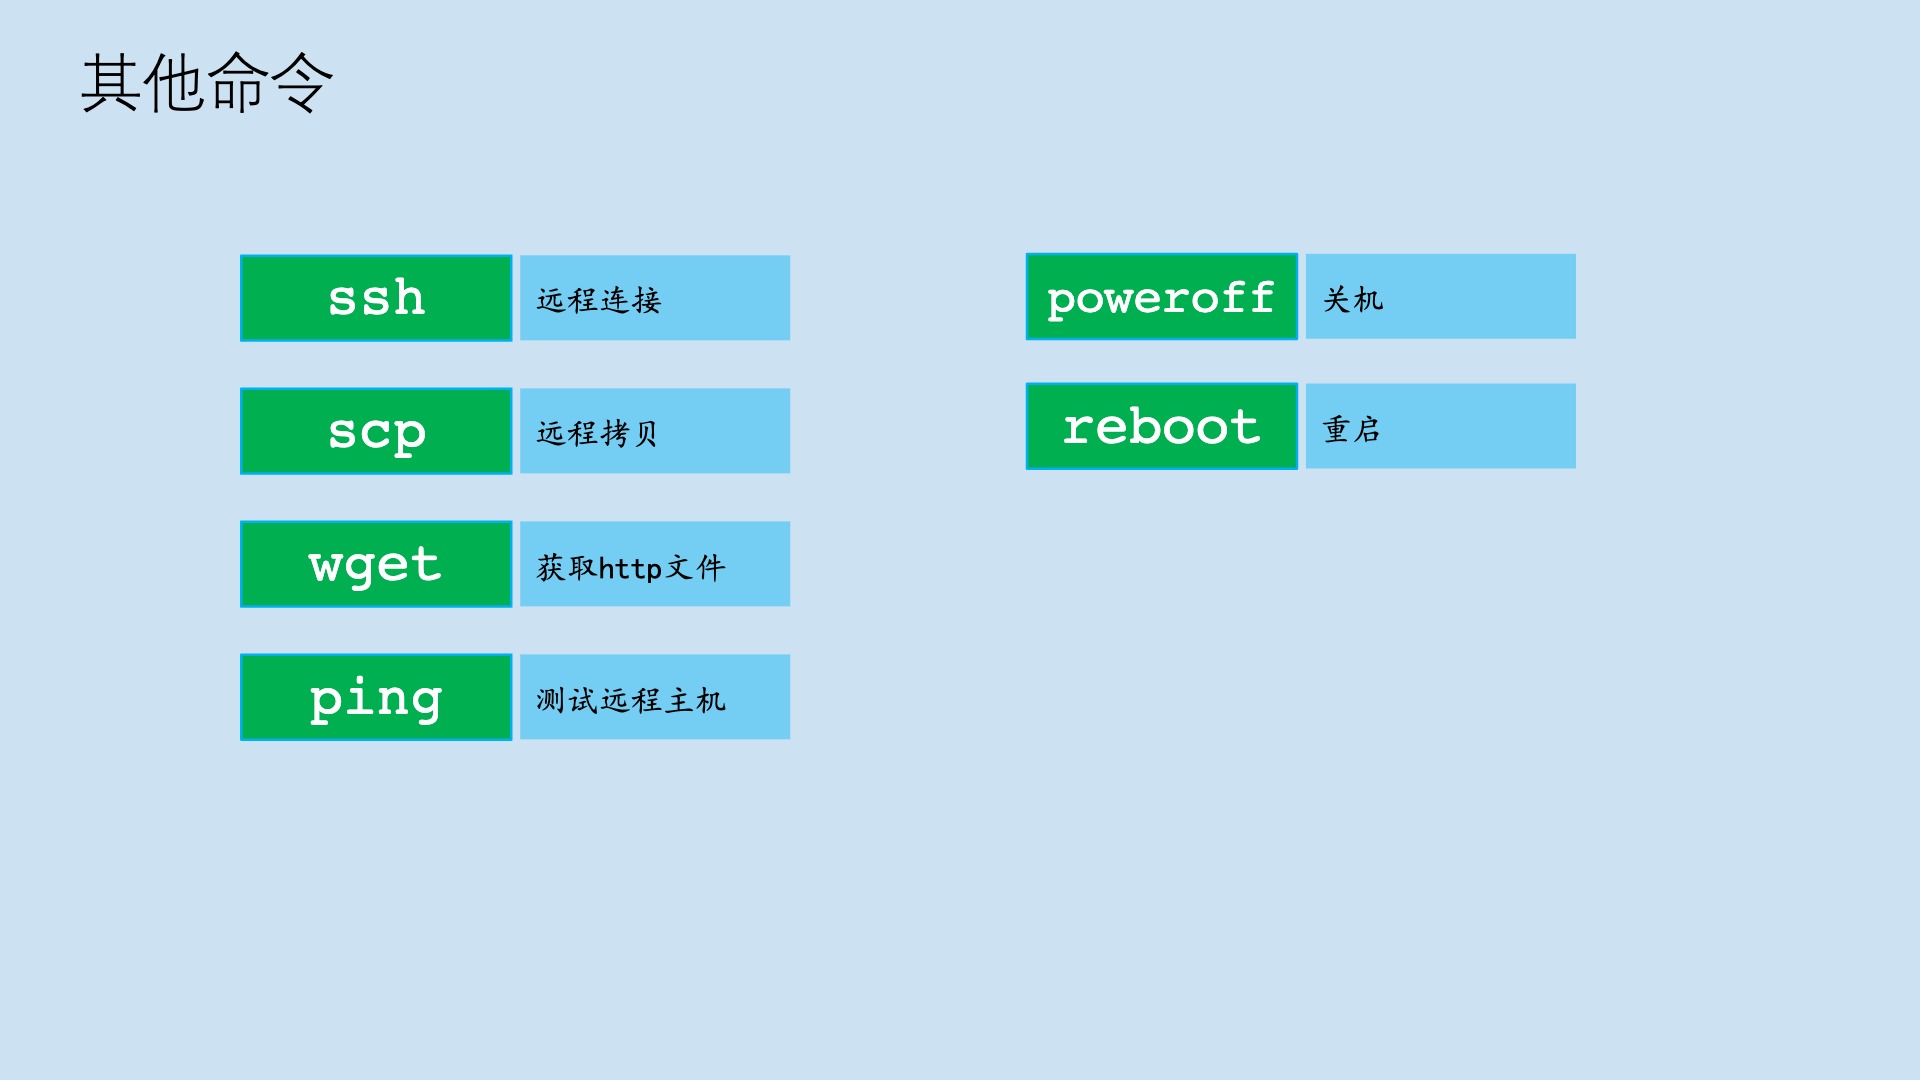 其他命令
ssh 远程连接
scp 远程拷贝
wget 获取http文件
ping 测试远程主机
poweroff 关机
reboot 重启